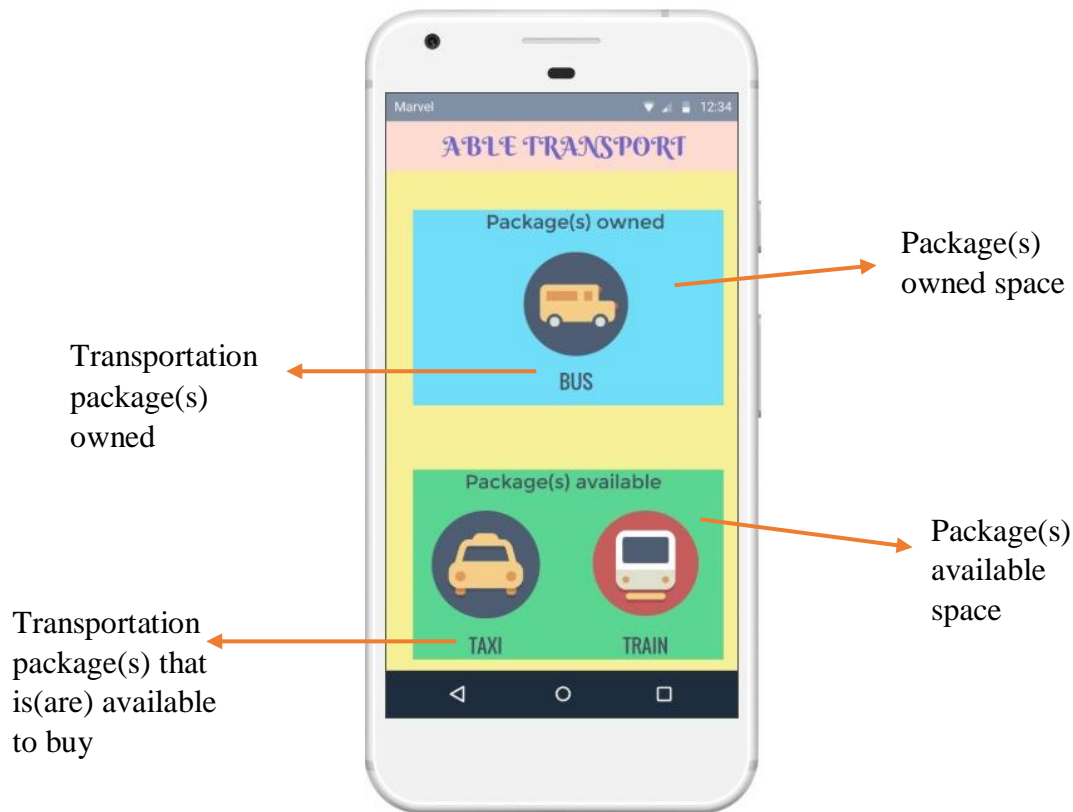 Marvel 12:34
ABLE TRANSPORT
Package(s) owned
BUS
Package(s) available
TAXI TRAIN
Package(s)
owned space
Transportation
package(s)
owned
Package(s)
available
space
Transportation
package(s) that
is(are) available
to buy